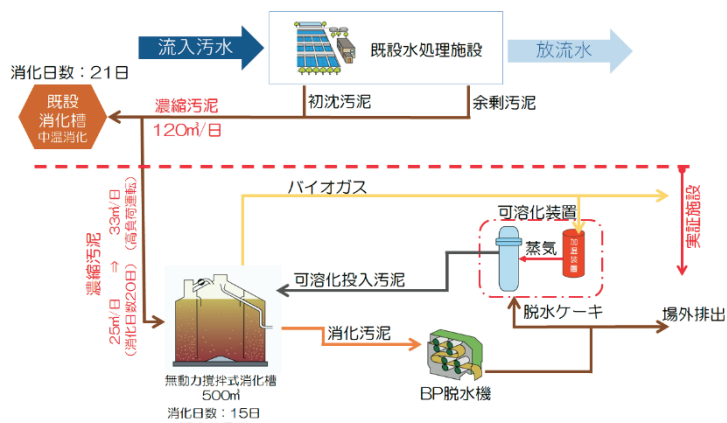 流入汚水
既設水処理施設
放流水
消化日数：21日
既設
消化槽
中温消化
濃縮汚泥
120㎥/日
初沈汚泥
余剰汚泥
バイオガス
実証施設
濃縮汚泥
25㎥/日 ⇒ 33㎥/日
（消化日数20日） （高負荷運転）
可溶化装置
加温装置
蒸気
可溶化投入汚泥
脱水ケーキ
場外排出
消化汚泥
BP脱水機
無動力撹拌式消化槽
500㎥
消化日数：15日